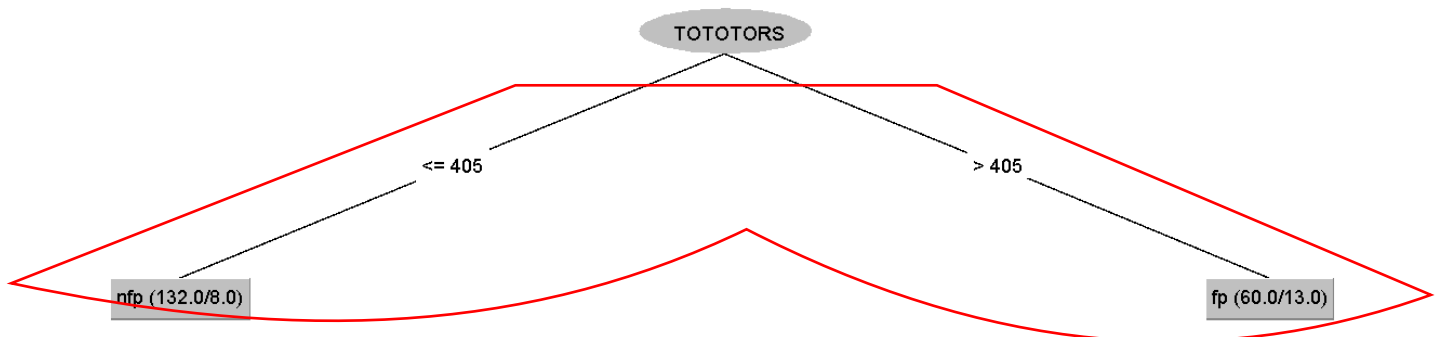 TOTOTORS
<= 405
> 405
nfp (132.0/8.0)
fp (60.0/13.0)